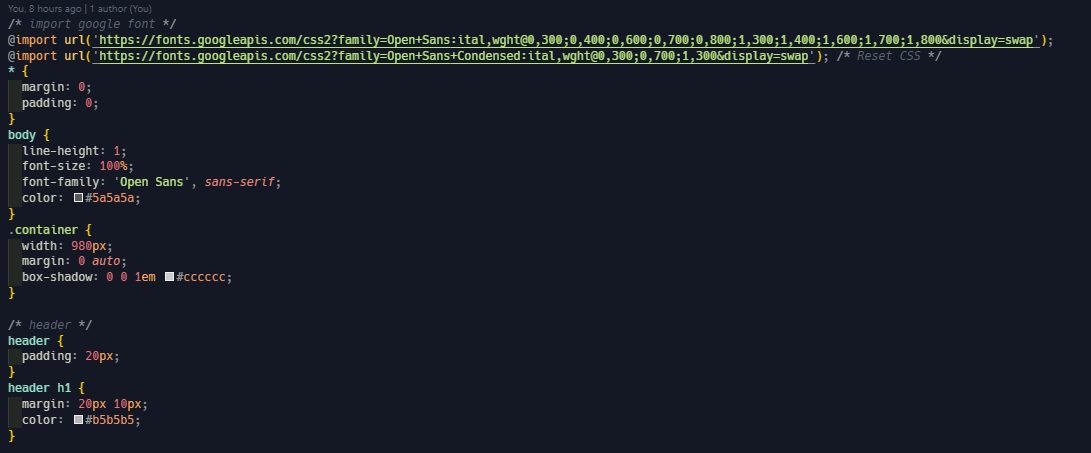 You, 8 hours ago | 1 author (You)
/* import google font */
@import url('https://fonts.googleapis.com/css2?family=Open+Sans:ital,wght@0,300;0,400;0,600;0,700;0,800;1,300;1,400;1,600;1,700;1,800&display=swap');
@import url('https://fonts.googleapis.com/css2?family=Open+Sans+Condensed:ital,wght@0,300;0,700;1,300&display=swap'); /* Reset CSS */
* {
  margin: 0;
  padding: 0;
}
body {
  line-height: 1;
  font-size: 100%;
  font-family: 'Open Sans', sans-serif;
  color: #5a5a5a;
}
.container {
  width: 980px;
  margin: 0 auto;
  box-shadow: 0 0 1em #cccccc;
}

/* header */
header {
  padding: 20px;
}
header h1 {
  margin: 20px 10px;
  color: #b5b5b5;
}